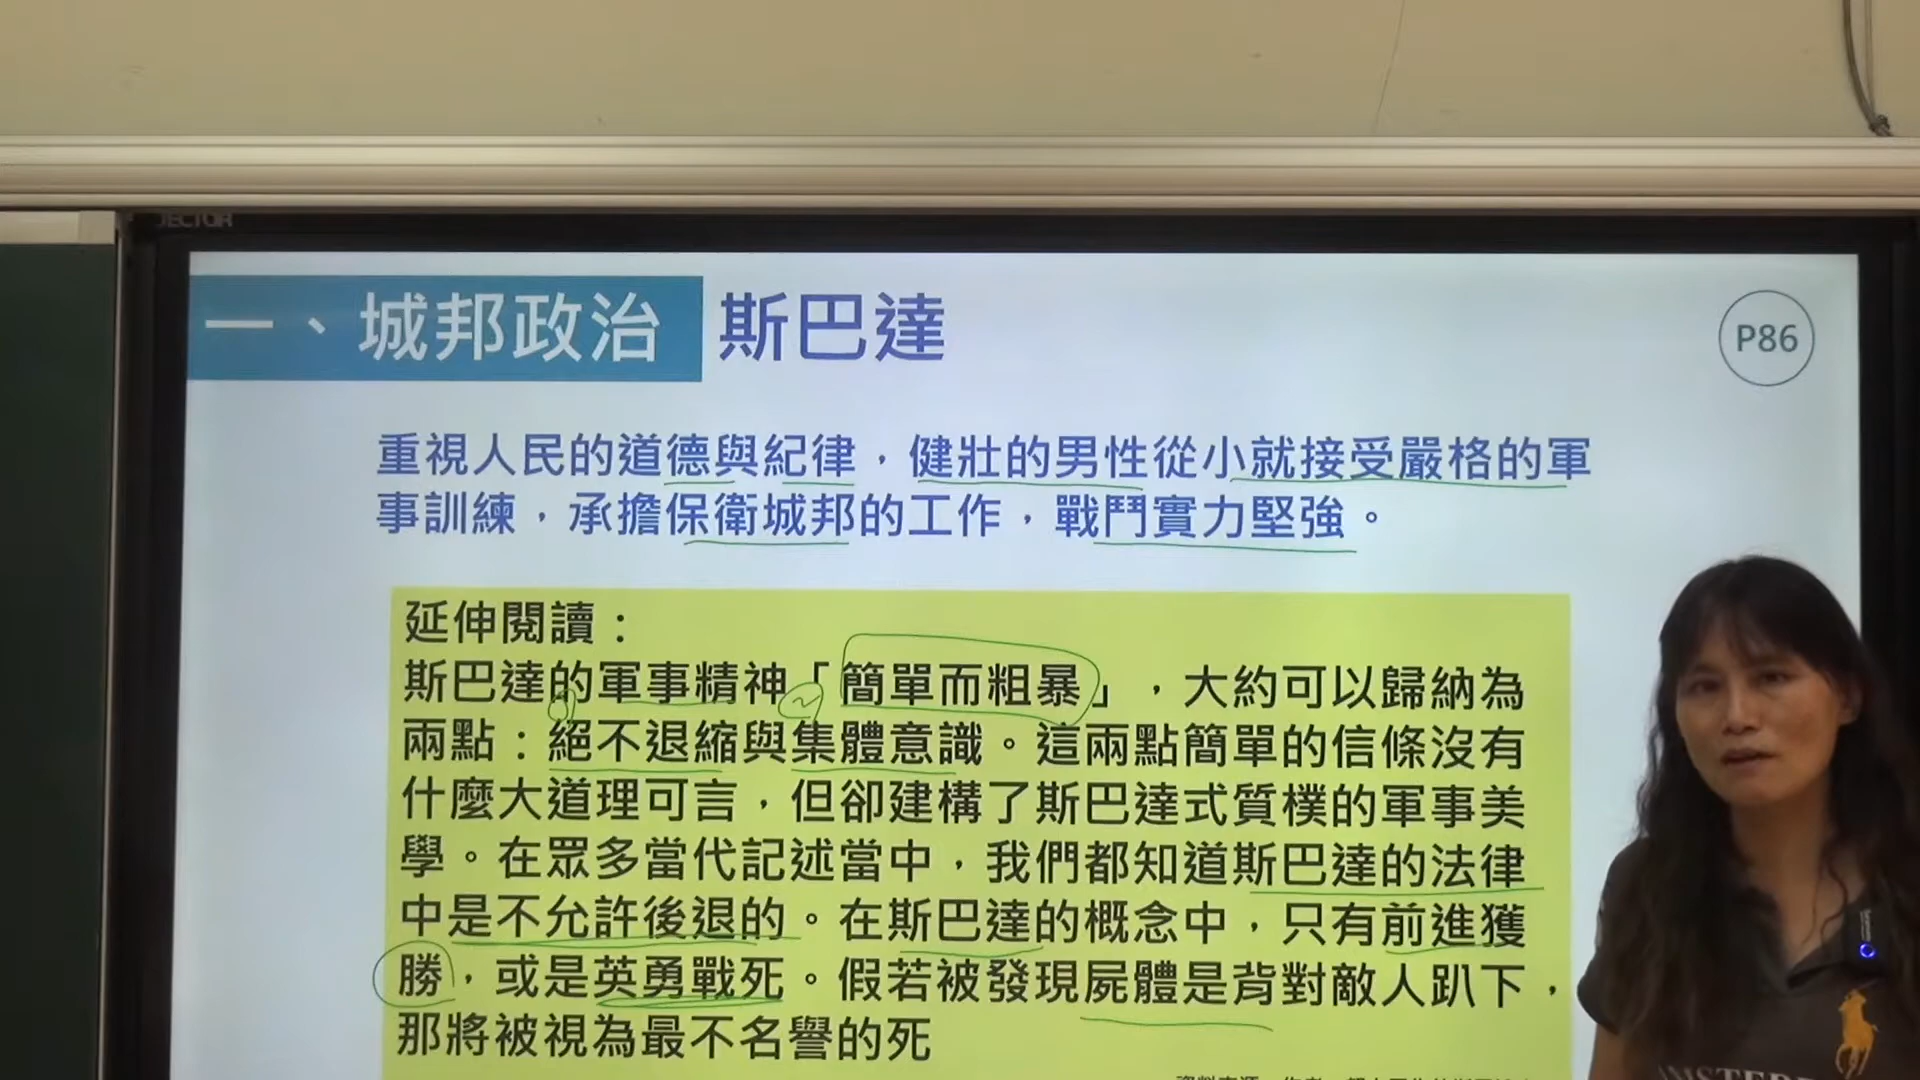 JECTOR
一、城邦政治 斯巴達
P86
重視人民的道德與紀律，健壯的男性從小就接受嚴格的軍
事訓練，承擔保衛城邦的工作，戰鬥實力堅強。
延伸閱讀：
斯巴達的軍事精神「簡單而粗暴」，大約可以歸納為
兩點：絕不退縮與集體意識。這兩點簡單的信條沒有
什麼大道理可言，但卻建構了斯巴達式質樸的軍事美
學。在眾多當代記述當中，我們都知道斯巴達的法律
中是不允許後退的。在斯巴達的概念中，只有前進獲
勝，或是英勇戰死。假若被發現屍體是背對敵人趴下，
那將被視為最不名譽的死